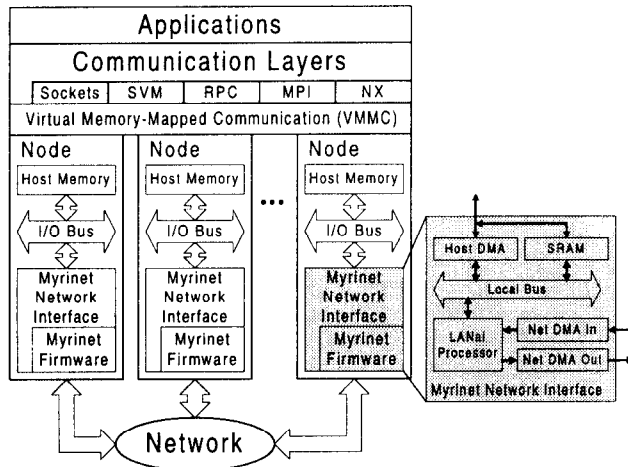 Applications
Communication Layers
Sockets SVM RPC MPI NX
Virtual Memory-Mapped Communication (VMMC)
Node
Host Memory
I/O Bus
Myrinet
Network
Interface
Myrinet
Firmware
Node
Host Memory
I/O Bus
Myrinet
Network
Interface
Myrinet
Firmware
...
Node
Host Memory
I/O Bus
Myrinet
Network
Interface
Myrinet
Firmware
Network
Host DMA
SRAM
Local Bus
LANai
Processor
Net DMA In
Net DMA Out
Myrinet Network Interface